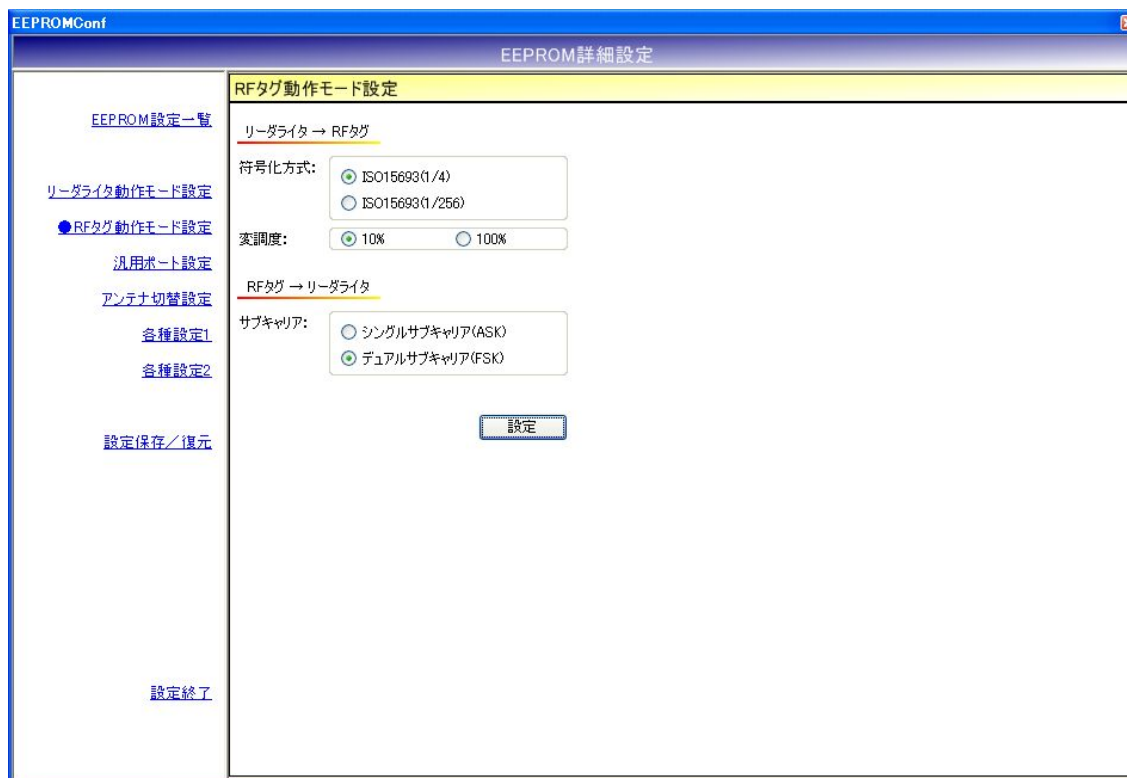 EEPROMConf
EEPROM詳細設定
EEPROM設定一覧
リーダライタ動作モード設定
●RFタグ動作モード設定
汎用ポート設定
アンテナ切替設定
各種設定1
各種設定2
設定保存／復元
設定終了
RFタグ動作モード設定
リーダライタ → RFタグ
符号化方式:
ISO15693(1/4)
ISO15693(1/256)
変調度: 10% 100%
RFタグ → リーダライタ
サブキャリア:
シングルサブキャリア(ASK)
デュアルサブキャリア(FSK)
設定